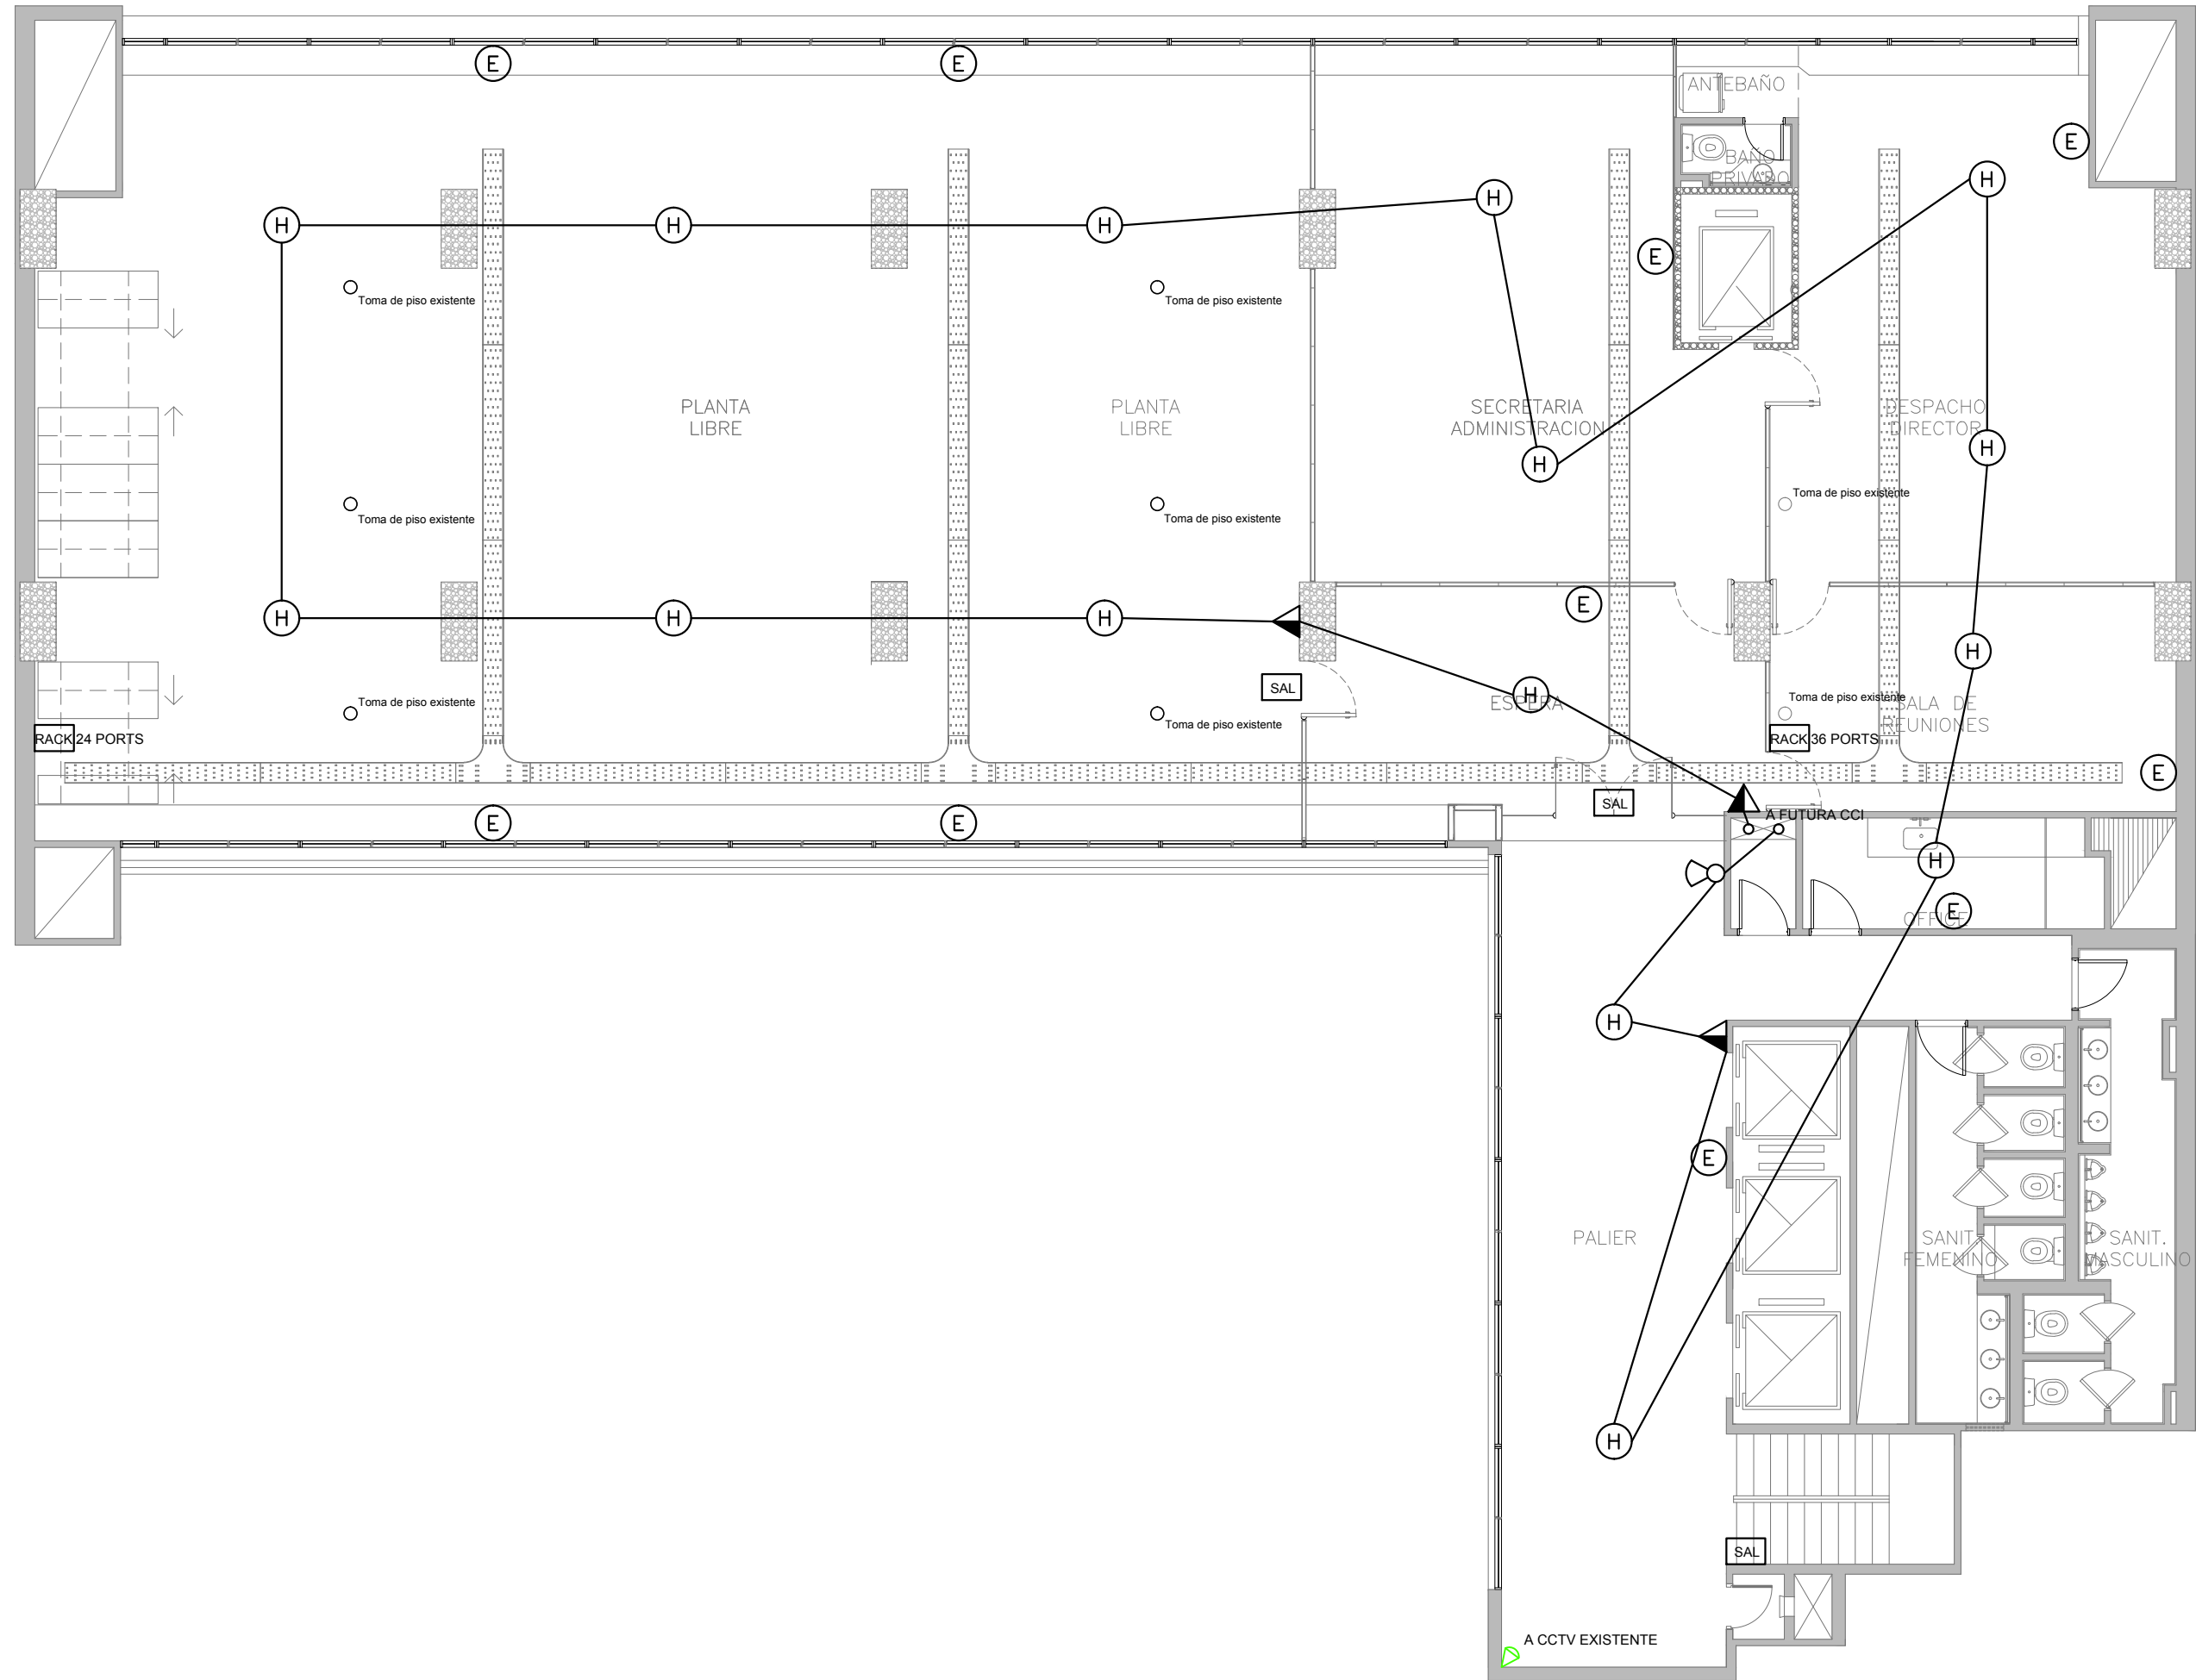 E
E
ANTEBAÑO
E
BAÑO
PRIVADO
H
H
H
H
H
E
Toma de piso existente
Toma de piso existente
PLANTA
LIBRE
PLANTA
LIBRE
SECRETARIA
ADMINISTRACION
DESPACHO
DIRECTOR
H
H
Toma de piso existente
Toma de piso existente
Toma de piso existente
E
H
H
H
H
SAL
H
ESPERA
Toma de piso existente
Toma de piso existente
Toma de piso existente
SALA DE
REUNIONES
RACK 24 PORTS
RACK 36 PORTS
E
SAL
A FUTURA CCI
E
E
H
OFFICE
E
H
E
PALIER
SANIT.
FEMENINO
SANIT.
MASCULINO
H
SAL
A CCTV EXISTENTE